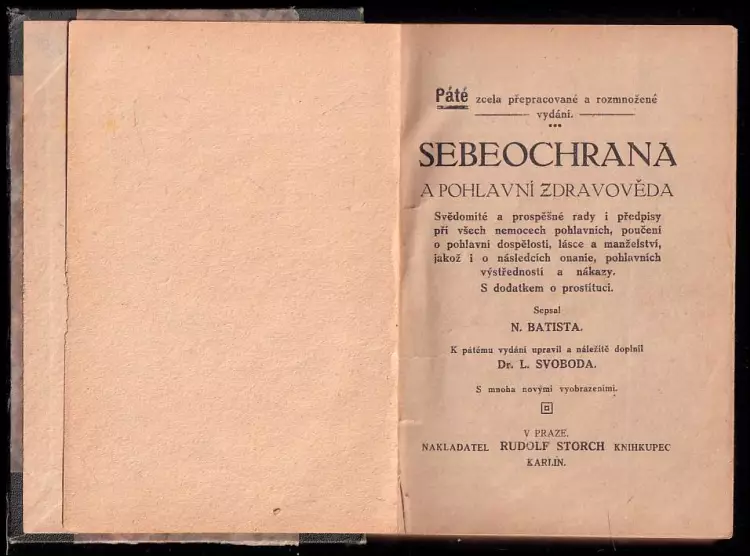 Páté zcela přepracované a rozmnožené
vydání.
SEBEOCHRANA
A POHLAVNÍ ZDRAVOVĚDA
Svědomité a prospěšné rady i předpisy
při všech nemocech pohlavních, poučení
o pohlavní dospělosti, lásce a manželství,
jakož i o následcích onanie, pohlavních
výstředností a nákazy.
S dodatkem o prostituci.
Sepsal
N. BATISTA.
K pátému vydání upravil a náležitě doplnil
Dr. L. SVOBODA.
S mnoha novými vyobrazeními.
V PRAZE.
NAKLADATEL RUDOLF STORCH KNIHKUPEC
KARLÍN.